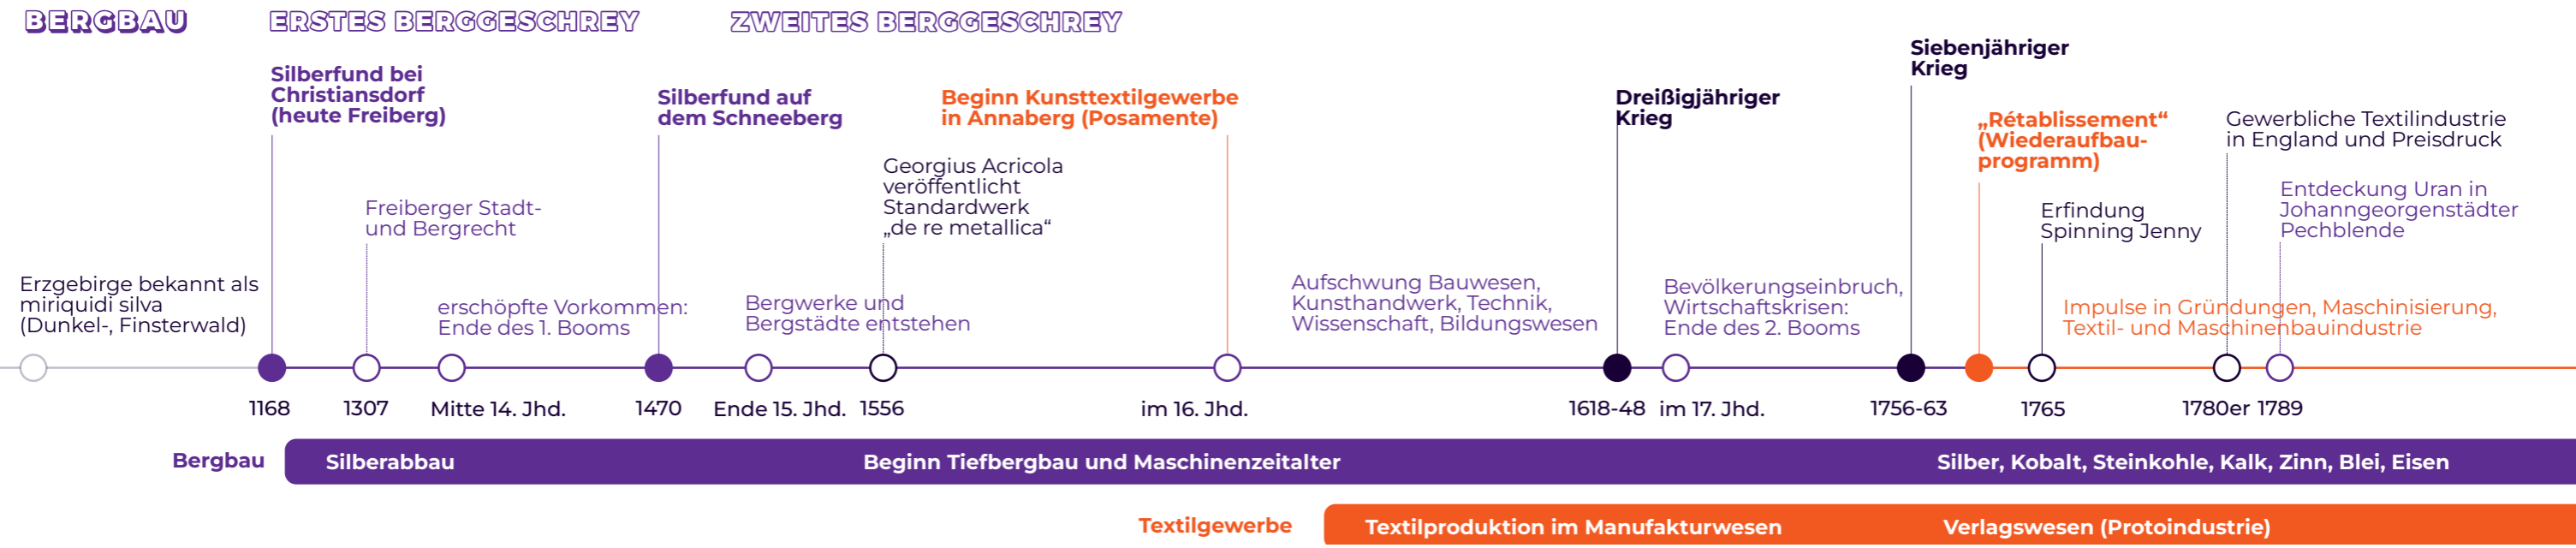 BERGBAU
ERSTES BERGGESCHREY
ZWEITES BERGGESCHREY
Erzgebirge bekannt als
miriquidi silva
(Dunkel-, Finsterwald)
Silberfund bei
Christiansdorf
(heute Freiberg)
1168
Freiberger Stadt-
und Bergrecht
1307
erschöpfte Vorkommen:
Ende des 1. Booms
Mitte 14. Jhd.
Silberfund auf
dem Schneeberg
1470
Bergwerke und
Bergstädte entstehen
Ende 15. Jhd.
Georgius Acricola
veröffentlicht
Standardwerk
„de re metallica“
1556
Beginn Kunsttextilgewerbe
in Annaberg (Posamente)
im 16. Jhd.
Aufschwung Bauwesen,
Kunsthandwerk, Technik,
Wissenschaft, Bildungswesen
Dreißigjähriger
Krieg
1618-48
Bevölkerungseinbruch,
Wirtschaftskrisen:
Ende des 2. Booms
im 17. Jhd.
Siebenjähriger
Krieg
1756-63
„Rétablissement“
(Wiederaufbau-
programm)
Erfindung
Spinning Jenny
1765
Impulse in Gründungen, Maschinisierung,
Textil- und Maschinenbauindustrie
Gewerbliche Textilindustrie
in England und Preisdruck
1780er
Entdeckung Uran in
Johanngeorgenstädter
Pechblende
1789
Bergbau
Silberabbau
Beginn Tiefbergbau und Maschinenzeitalter
Silber, Kobalt, Steinkohle, Kalk, Zinn, Blei, Eisen
Textilgewerbe
Textilproduktion im Manufakturwesen
Verlagswesen (Protoindustrie)